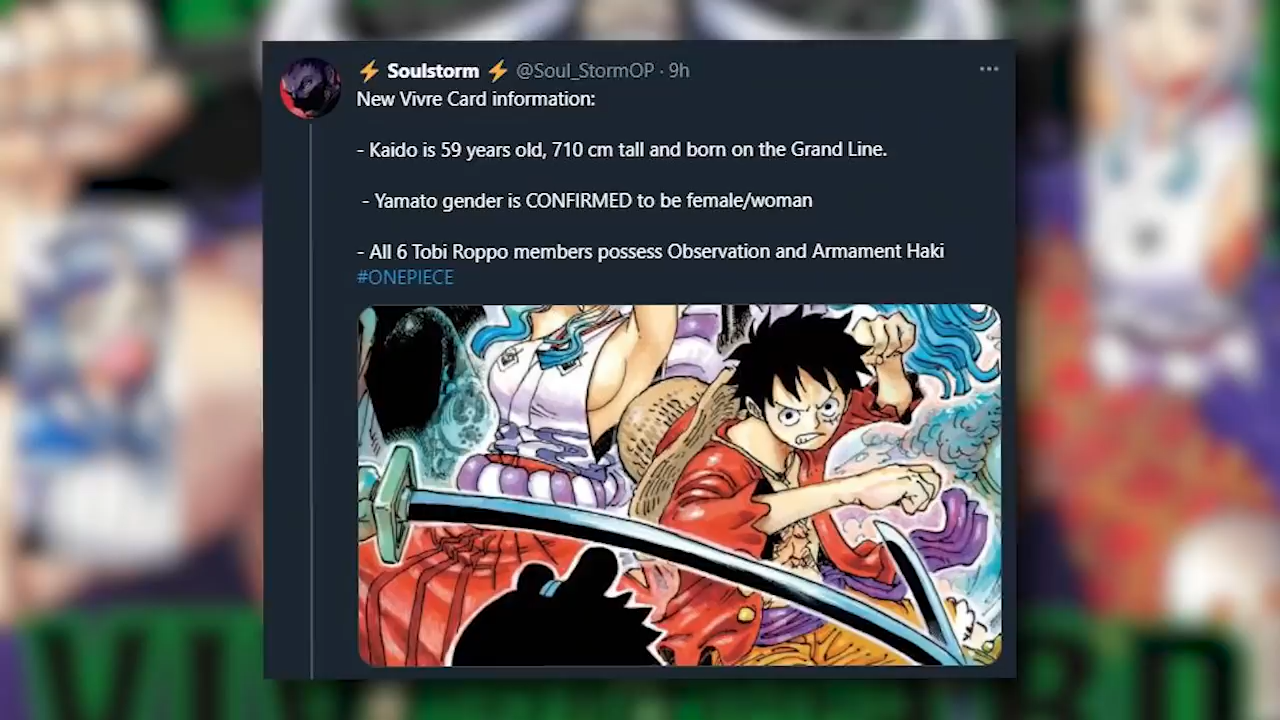 ⚡ Soulstorm ⚡ @Soul_StormOP · 9h
New Vivre Card information:
- Kaido is 59 years old, 710 cm tall and born on the Grand Line.
- Yamato gender is CONFIRMED to be female/woman
- All 6 Tobi Roppo members possess Observation and Armament Haki
#ONEPIECE